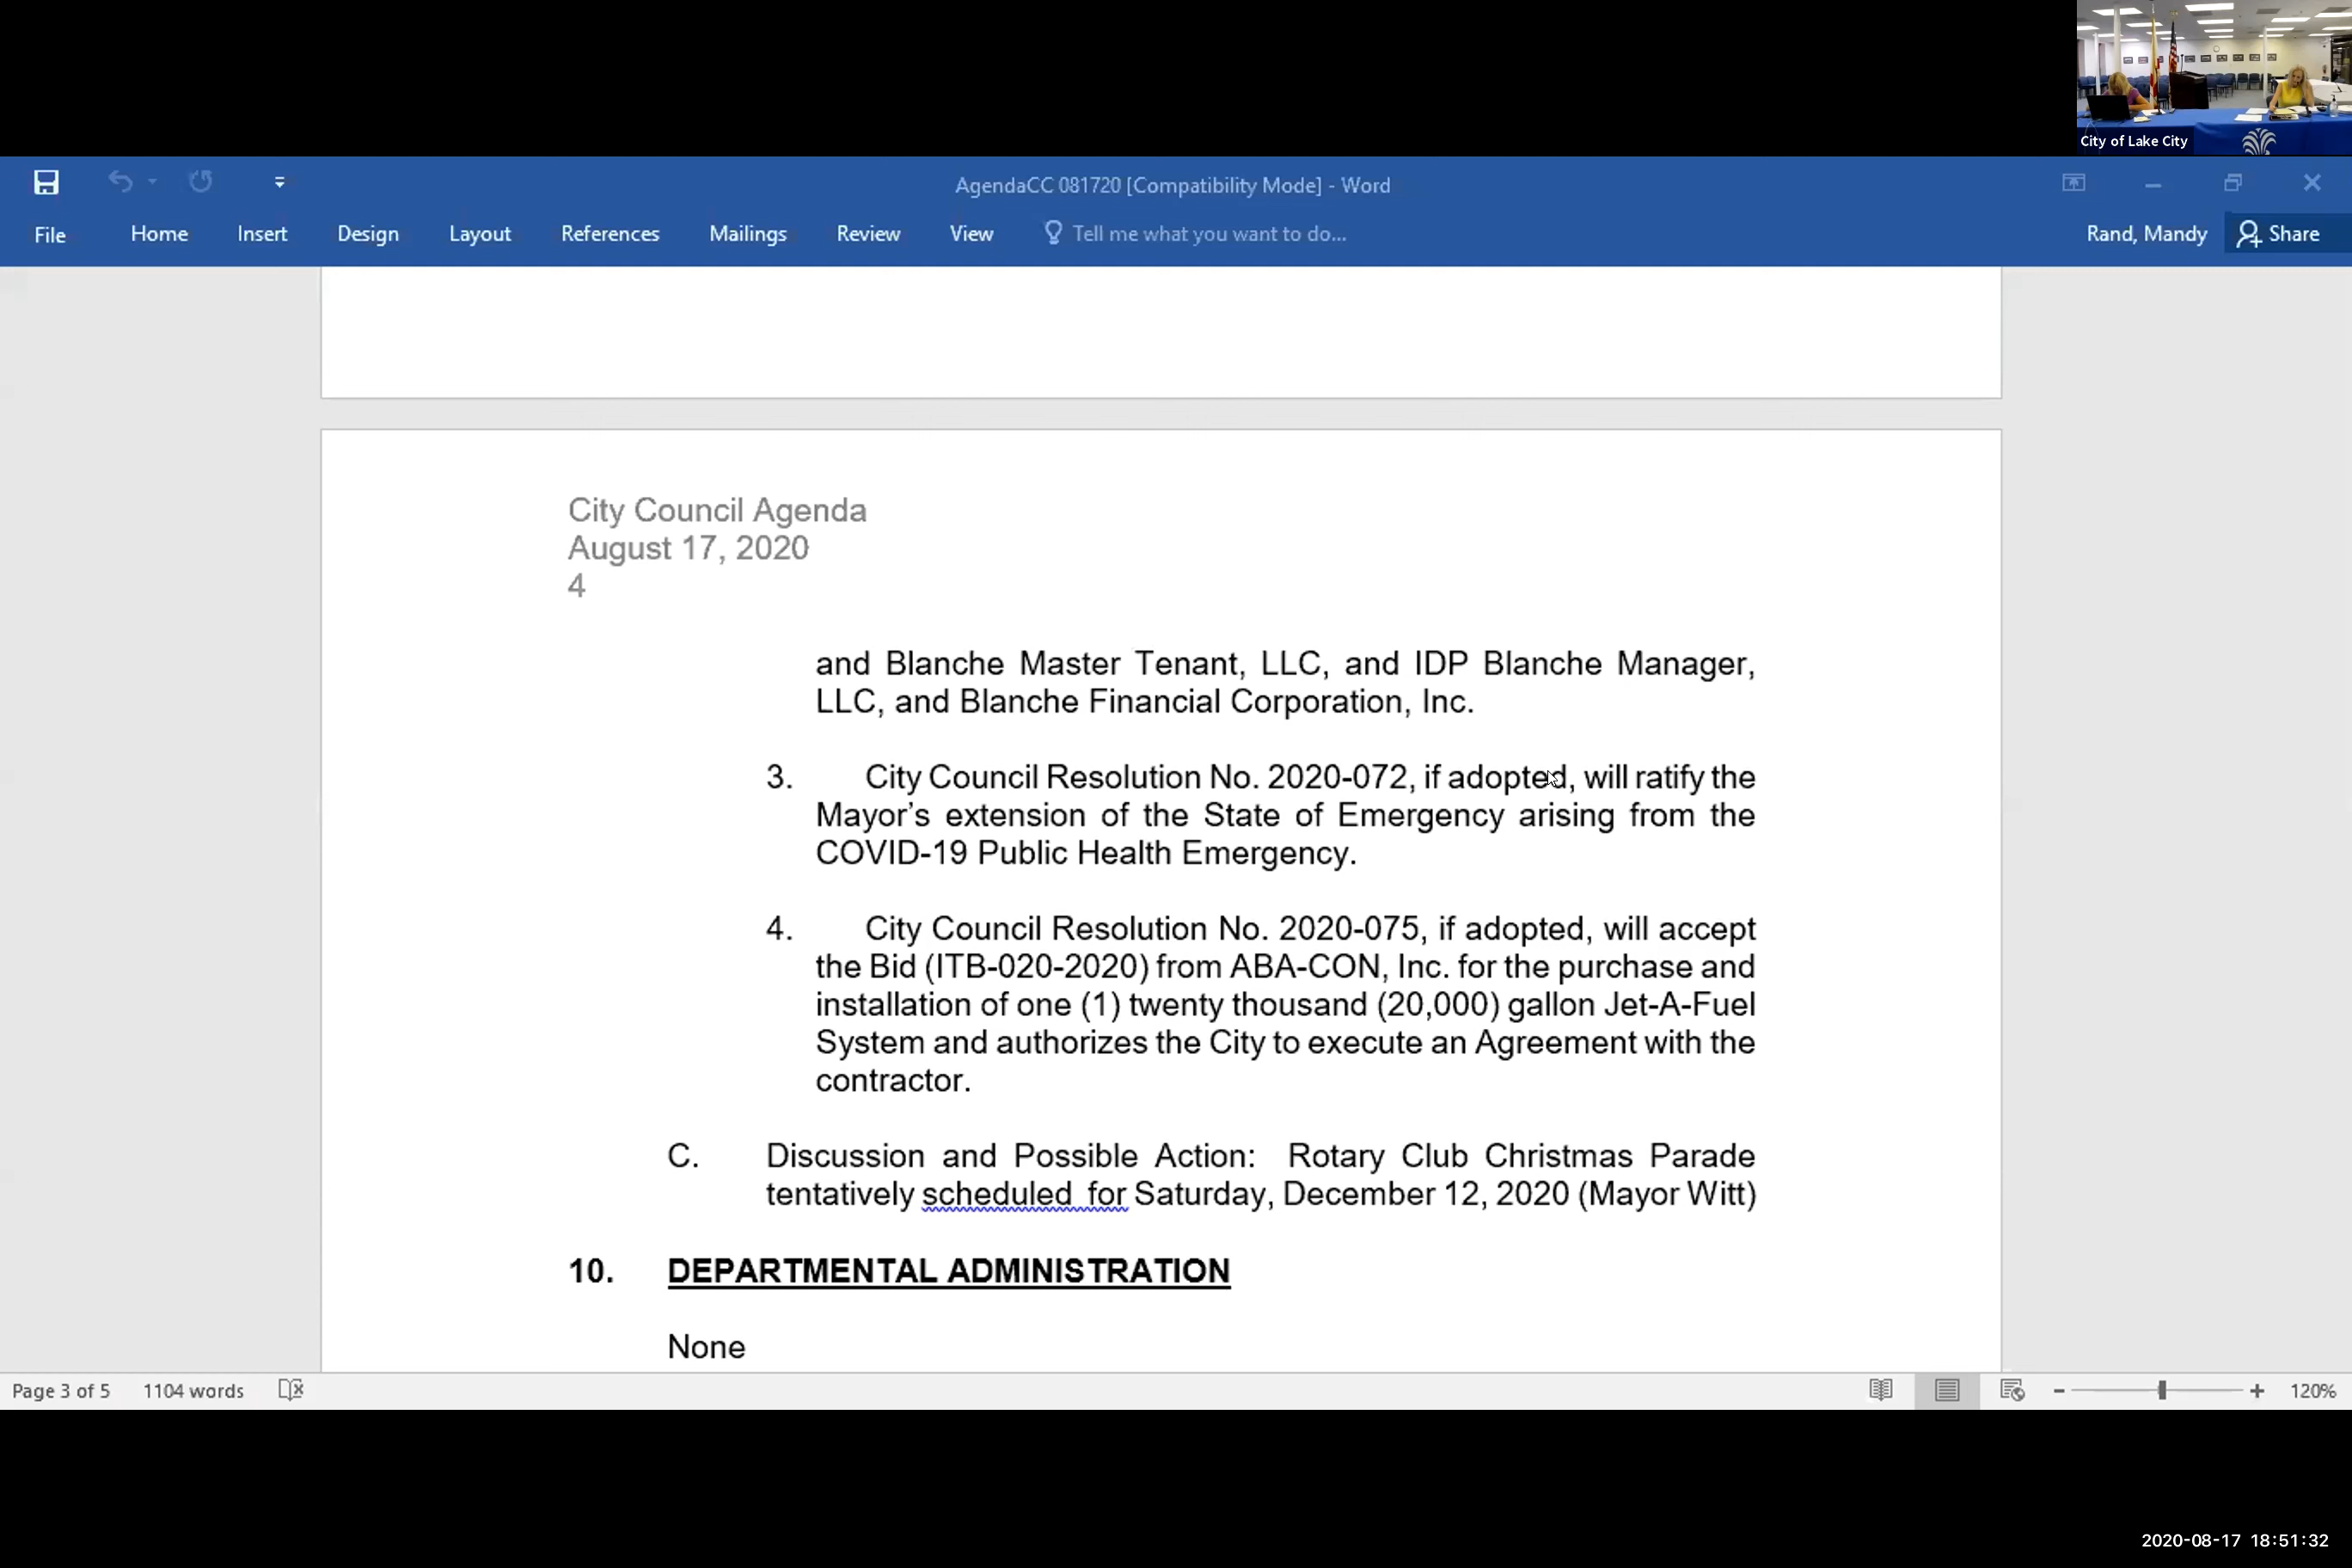 City of Lake City
AgendaCC 081720 [Compatibility Mode] - Word
File Home Insert Design Layout References Mailings Review View Tell me what you want to do... Rand, Mandy Share
City Council Agenda
August 17, 2020
4
and Blanche Master Tenant, LLC, and IDP Blanche Manager,
LLC, and Blanche Financial Corporation, Inc.
3. City Council Resolution No. 2020-072, if adopted, will ratify the
Mayor’s extension of the State of Emergency arising from the
COVID-19 Public Health Emergency.
4. City Council Resolution No. 2020-075, if adopted, will accept
the Bid (ITB-020-2020) from ABA-CON, Inc. for the purchase and
installation of one (1) twenty thousand (20,000) gallon Jet-A-Fuel
System and authorizes the City to execute an Agreement with the
contractor.
C. Discussion and Possible Action: Rotary Club Christmas Parade
tentatively scheduled for Saturday, December 12, 2020 (Mayor Witt)
10. DEPARTMENTAL ADMINISTRATION
None
Page 3 of 5 1104 words 120%
2020-08-17 18:51:32